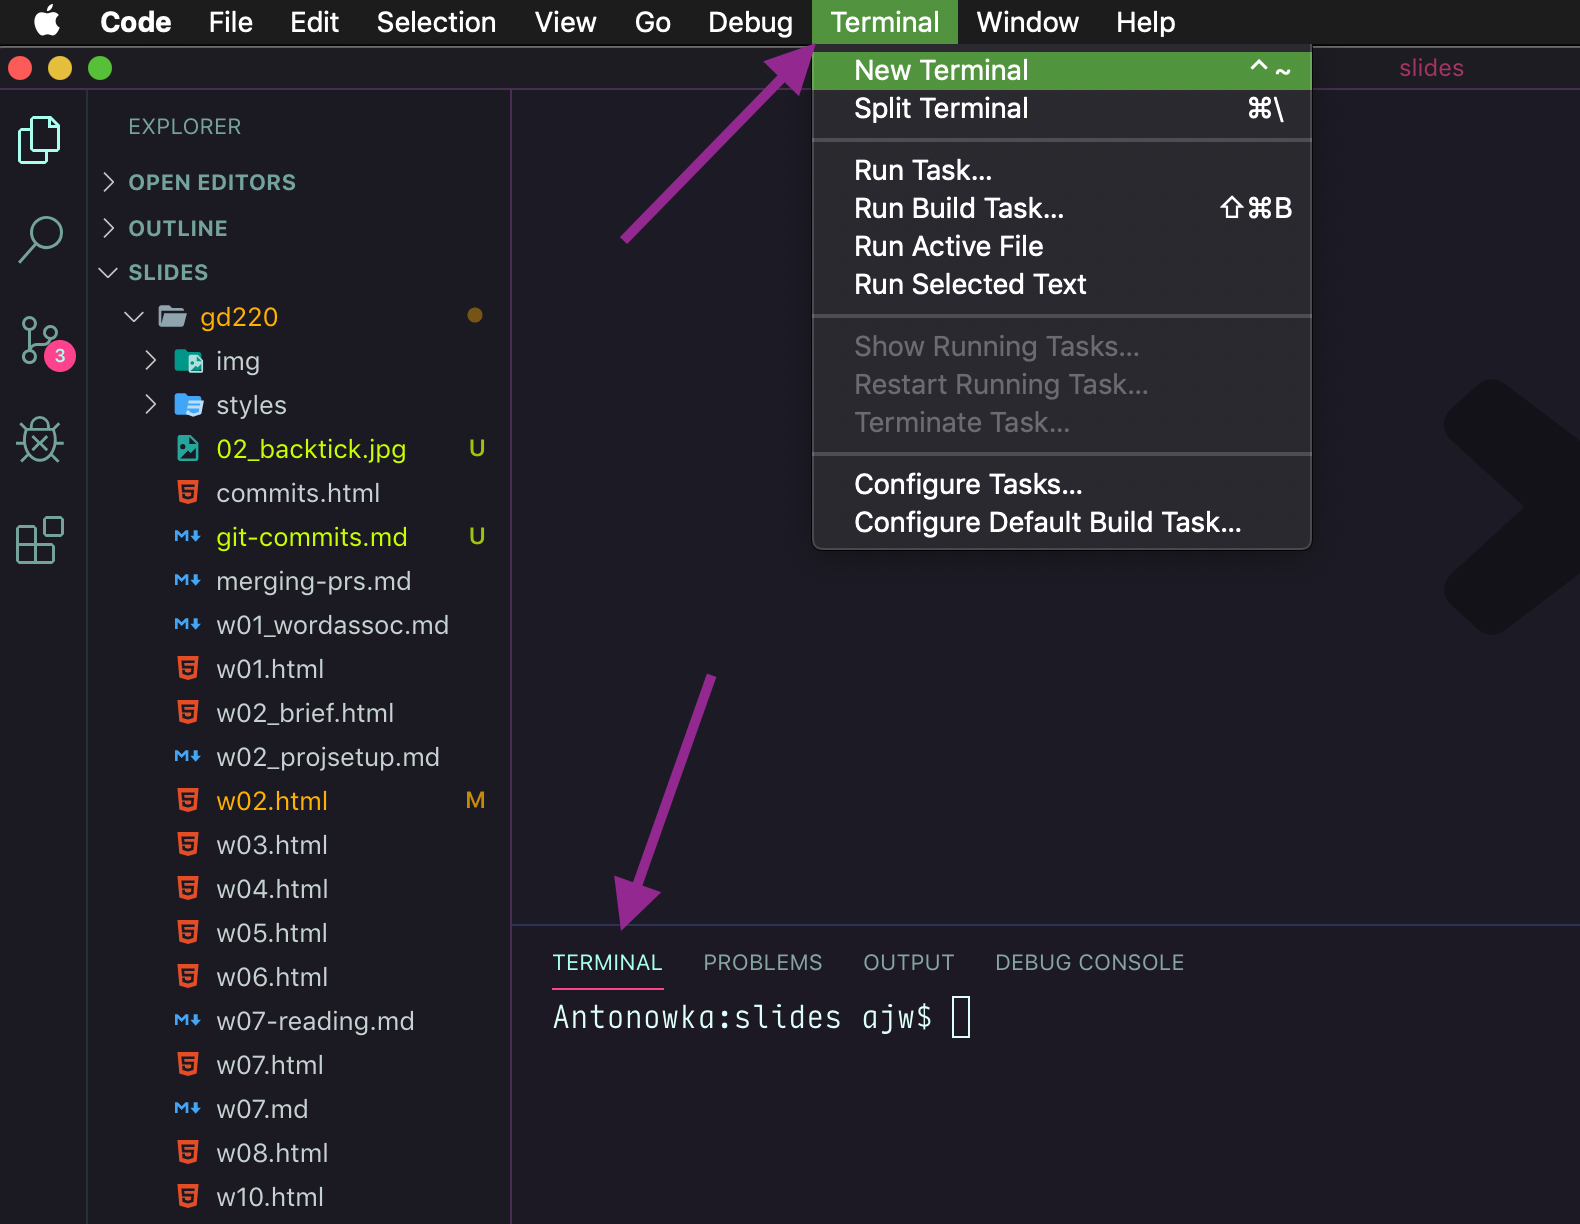 Code File Edit Selection View Go Debug Terminal Window Help
slides
New Terminal ^~
Split Terminal ⌘\
Run Task...
Run Build Task... ⇧⌘B
Run Active File
Run Selected Text
Show Running Tasks...
Restart Running Task...
Terminate Task...
Configure Tasks...
Configure Default Build Task...
EXPLORER
OPEN EDITORS
OUTLINE
SLIDES
gd220
img
styles
02_backtick.jpg U
commits.html
git-commits.md U
merging-prs.md
w01_wordassoc.md
w01.html
w02_brief.html
w02_projsetup.md
w02.html M
w03.html
w04.html
w05.html
w06.html
w07-reading.md
w07.html
w07.md
w08.html
w10.html
3
TERMINAL PROBLEMS OUTPUT DEBUG CONSOLE
Antonowka:slides ajw$